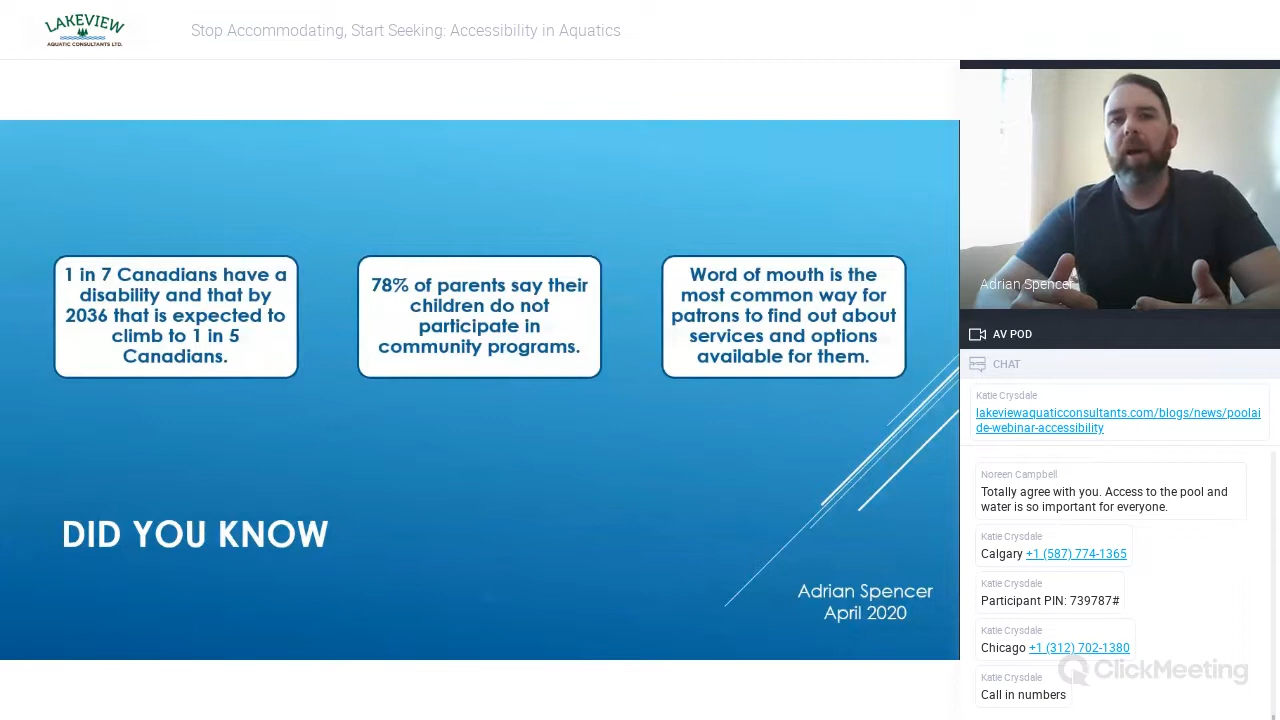 LAKEVIEW
AQUATIC CONSULTANTS LTD.
Stop Accommodating, Start Seeking: Accessibility in Aquatics
1 in 7 Canadians have a
disability and that by
2036 that is expected to
climb to 1 in 5
Canadians.
78% of parents say their
children do not
participate in
community programs.
Word of mouth is the
most common way for
patrons to find out about
services and options
available for them.
DID YOU KNOW
Adrian Spencer
April 2020
Adrian Spencer
AV POD
CHAT
Katie Crysdale
lakeviewaquaticconsultants.com/blogs/news/poolai
de-webinar-accessibility
Noreen Campbell
Totally agree with you. Access to the pool and
water is so important for everyone.
Katie Crysdale
Calgary +1 (587) 774-1365
Katie Crysdale
Participant PIN: 739787#
Katie Crysdale
Chicago +1 (312) 702-1380
Katie Crysdale
Call in numbers
ClickMeeting